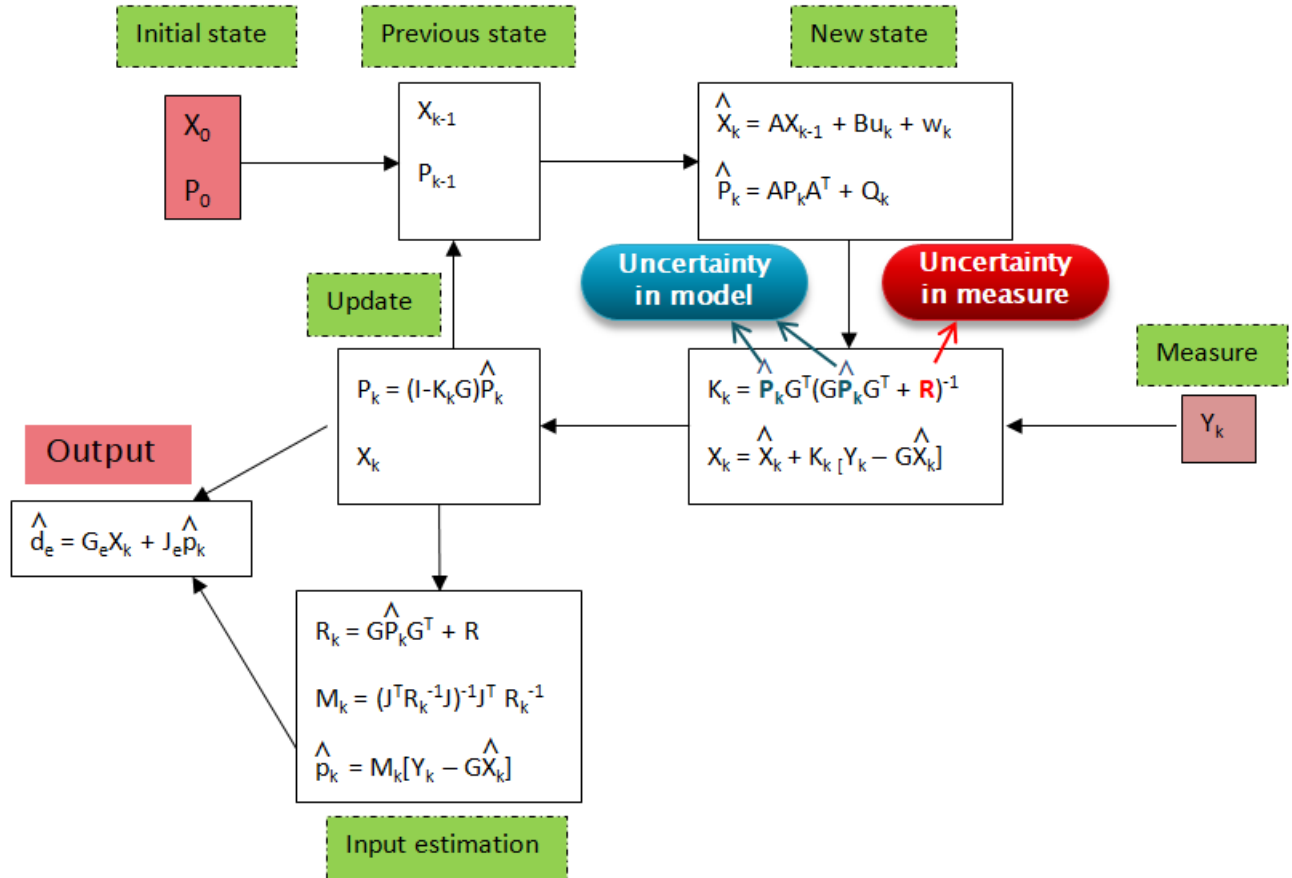 Initial state
Previous state
New state
X₀
P₀
Xₖ₋₁
Pₖ₋₁
X̂ₖ = AXₖ₋₁ + Buₖ + wₖ
P̂ₖ = APₖAᵀ + Qₖ
Uncertainty
in model
Uncertainty
in measure
Update
Measure
Pₖ = (I-KₖG)P̂ₖ
Xₖ
Kₖ = P̂ₖGᵀ(GP̂ₖGᵀ + R)⁻¹
Xₖ = X̂ₖ + Kₖ [Yₖ – GX̂ₖ]
Yₖ
Output
d̂ₑ = GₑXₖ + Jₑp̂ₖ
Rₖ = GP̂ₖGᵀ + R
Mₖ = (JᵀRₖ⁻¹J)⁻¹Jᵀ Rₖ⁻¹
p̂ₖ = Mₖ[Yₖ – GX̂ₖ]
Input estimation